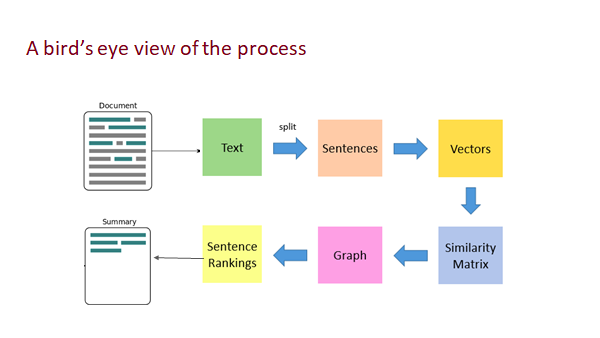 A bird’s eye view of the process
Document
Text
split
Sentences
Vectors
Summary
Sentence
Rankings
Graph
Similarity
Matrix